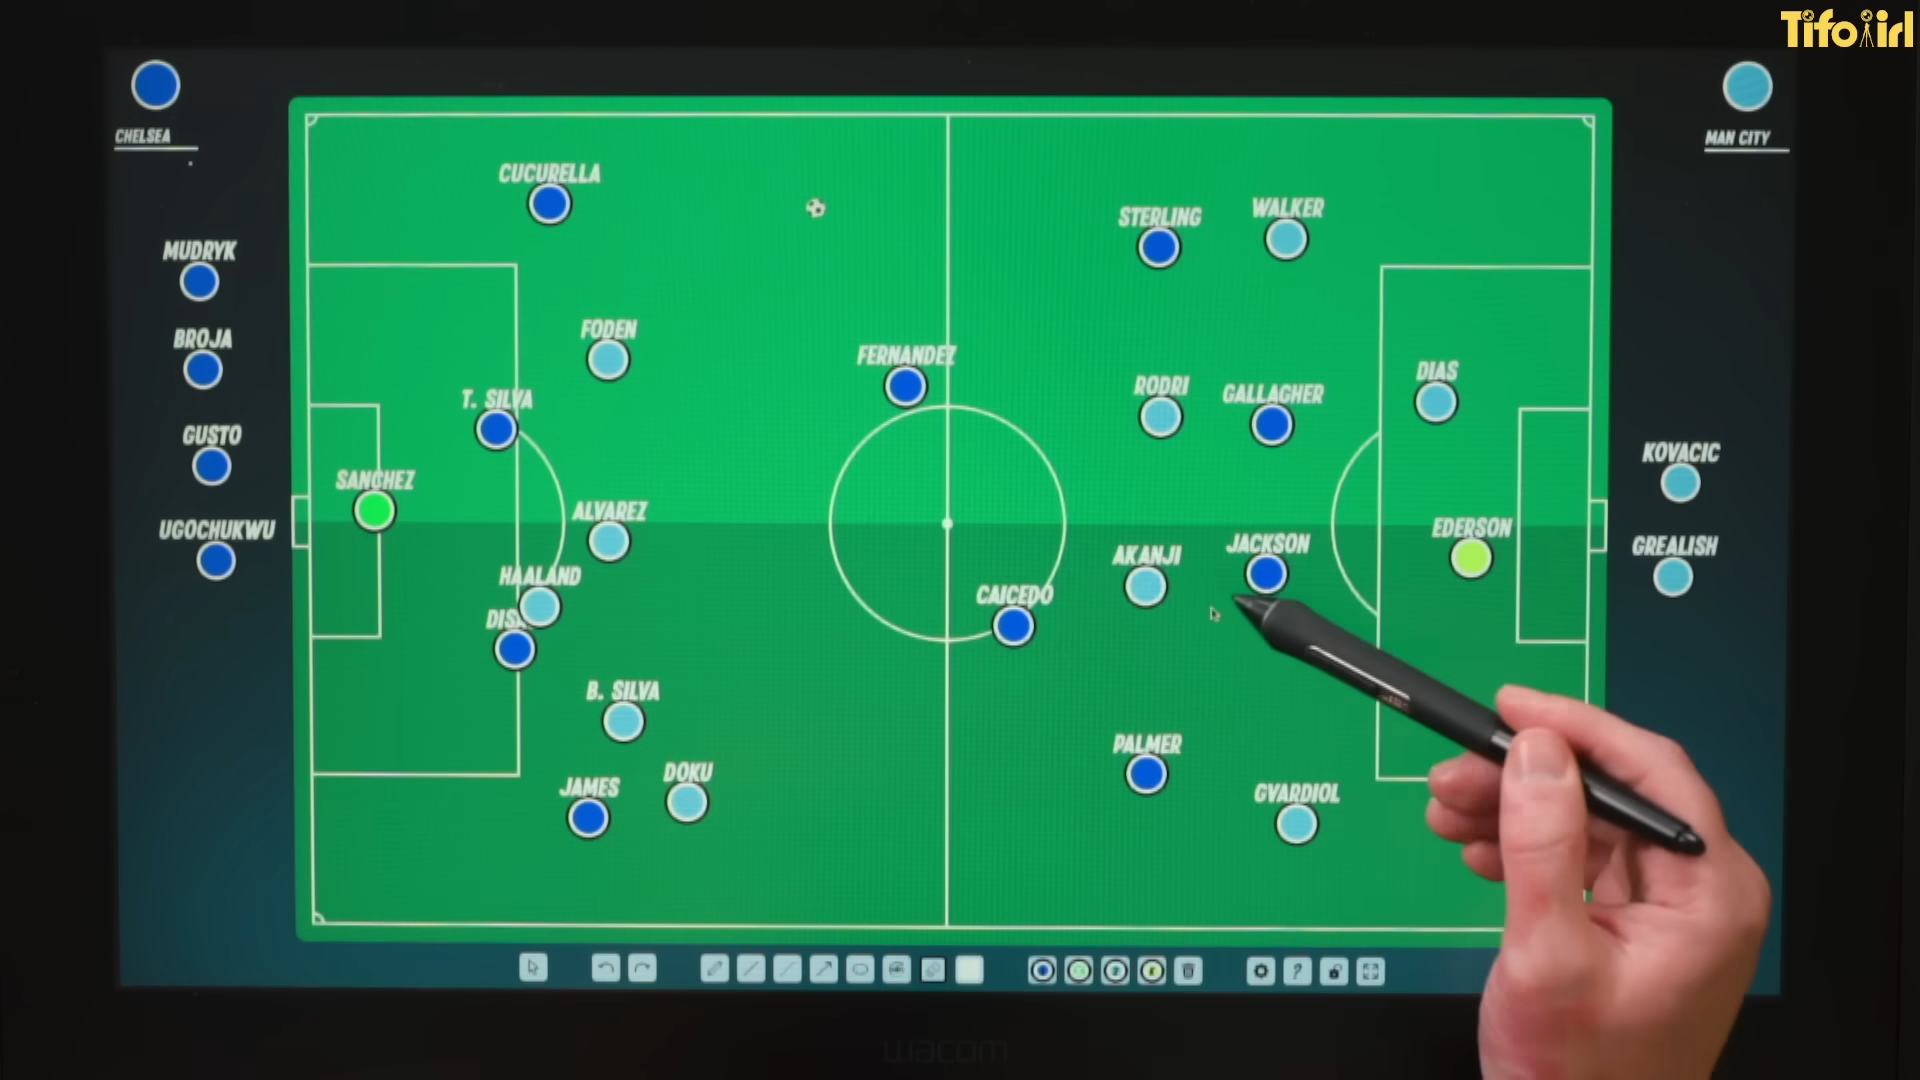 Tifo irl
CHELSEA
MAN CITY
CUCURELLA
STERLING
WALKER
MUDRYK
BROJA
FODEN
FERNANDEZ
DIAS
T. SILVA
RODRI
GALLAGHER
GUSTO
SANCHEZ
KOVACIC
ALVAREZ
UGOCHUKWU
AKANJI
JACKSON
EDERSON
GREALISH
HAALAND
CAICEDO
B. SILVA
PALMER
JAMES
DOKU
GVARDIOL
?
wacom